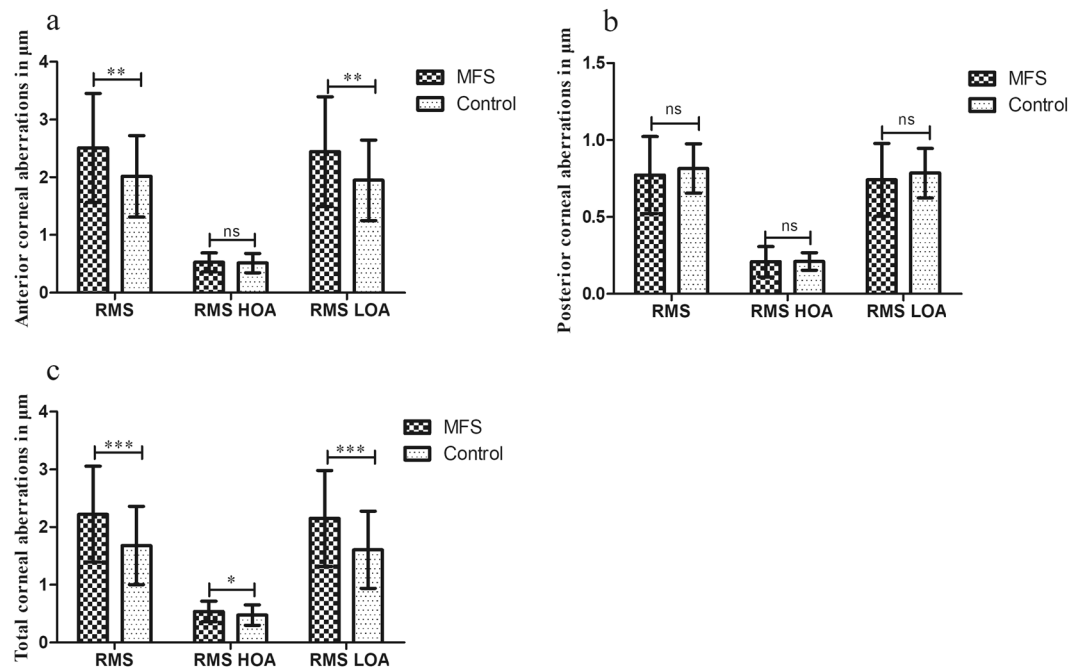 a
Anterior corneal aberrations in μm
4
3
2
1
0
**
ns
**
MFS
Control
RMS
RMS HOA
RMS LOA
b
Posterior corneal aberrations in μm
1.5
1.0
0.5
0.0
ns
ns
ns
MFS
Control
RMS
RMS HOA
RMS LOA
c
Total corneal aberrations in μm
4
3
2
1
0
***
*
***
MFS
Control
RMS
RMS HOA
RMS LOA